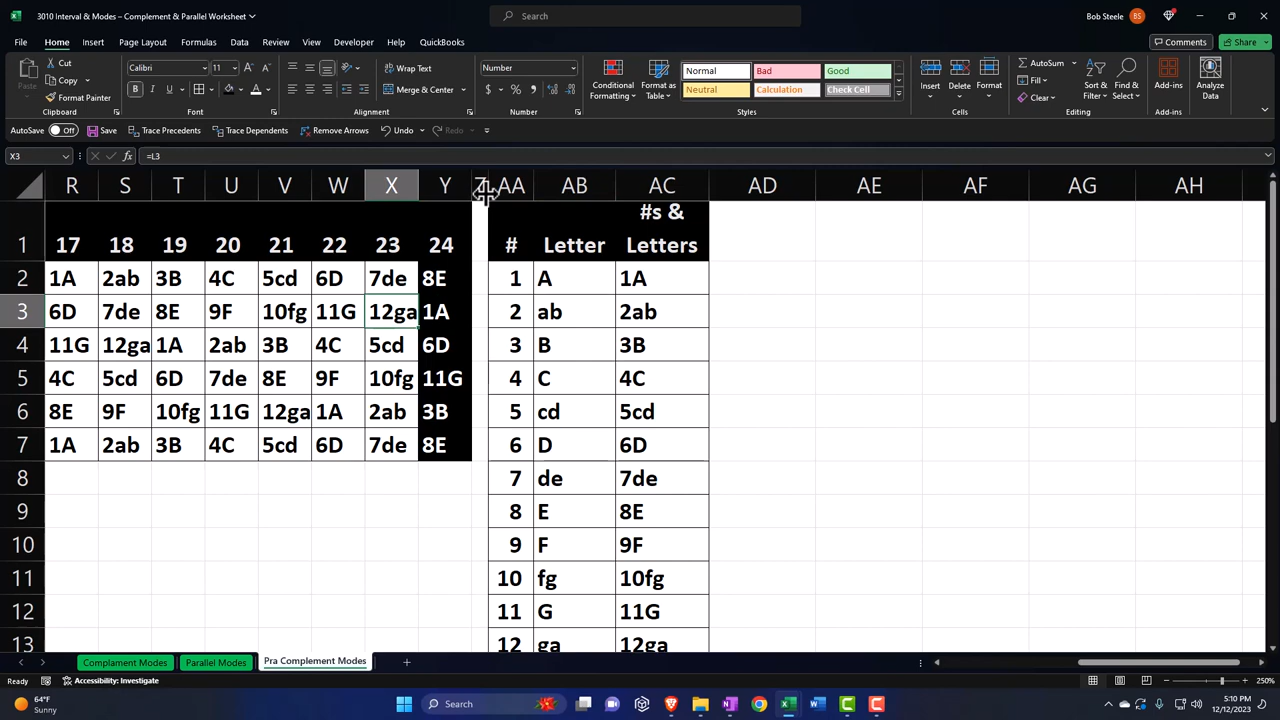 3010 Interval & Modes – Complement & Parallel Worksheet
Search
Bob Steele BS
File Home Insert Page Layout Formulas Data Review View Developer Help QuickBooks
Comments Share
Paste
Cut
Copy
Format Painter
Clipboard
Calibri 11
B I U
Font
Wrap Text
Merge & Center
Alignment
Number
$ % 9
Number
Conditional Formatting
Format as Table
Normal Bad Good
Neutral Calculation Check Cell
Styles
Insert Delete Format
Cells
AutoSum
Fill
Clear
Sort & Filter
Find & Select
Editing
Add-ins
Add-ins
Analyze Data
AutoSave Off Save Trace Precedents Trace Dependents Remove Arrows Undo Redo
X3 fx =L3
R S T U V W X Y Z AA AB AC AD AE AF AG AH
1 17 18 19 20 21 22 23 24 # Letter #s & Letters
2 1A 2ab 3B 4C 5cd 6D 7de 8E 1 A 1A
3 6D 7de 8E 9F 10fg 11G 12ga 1A 2 ab 2ab
4 11G 12ga 1A 2ab 3B 4C 5cd 6D 3 B 3B
5 4C 5cd 6D 7de 8E 9F 10fg 11G 4 C 4C
6 8E 9F 10fg 11G 12ga 1A 2ab 3B 5 cd 5cd
7 1A 2ab 3B 4C 5cd 6D 7de 8E 6 D 6D
8 7 de 7de
9 8 E 8E
10 9 F 9F
11 10 fg 10fg
12 11 G 11G
13 12 ga 12ga
Complament Modes Parallel Modes Pra Complement Modes
Ready Accessibility: Investigate 250%
64°F
Sunny
Search
5:10 PM
12/12/2023